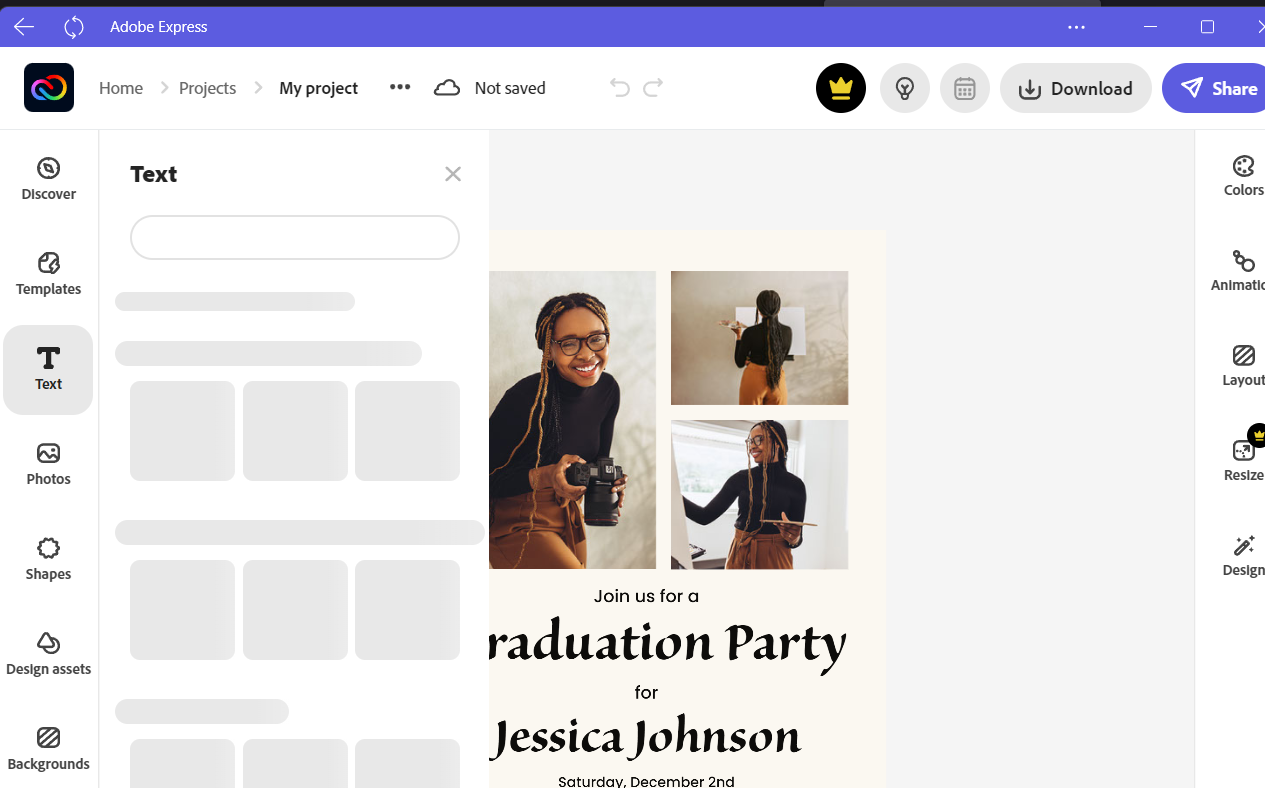 Adobe Express
Home
Projects
My project
Not saved
Download
Share
Discover
Templates
Text
Photos
Shapes
Design assets
Backgrounds
Text
Join us for a
raduation Party
for
Jessica Johnson
Saturday, December 2nd
Colors
Animatio
Layout
Resize
Design